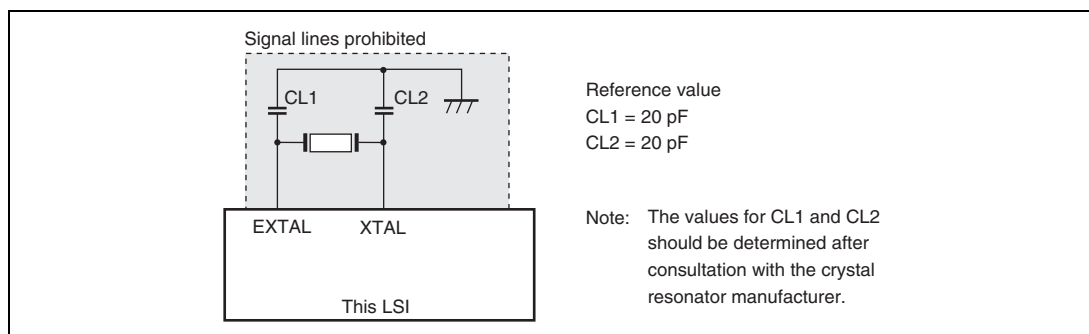 Signal lines prohibited
CL1
CL2
EXTAL
XTAL
This LSI
Reference value
CL1 = 20 pF
CL2 = 20 pF
Note: The values for CL1 and CL2
should be determined after
consultation with the crystal
resonator manufacturer.